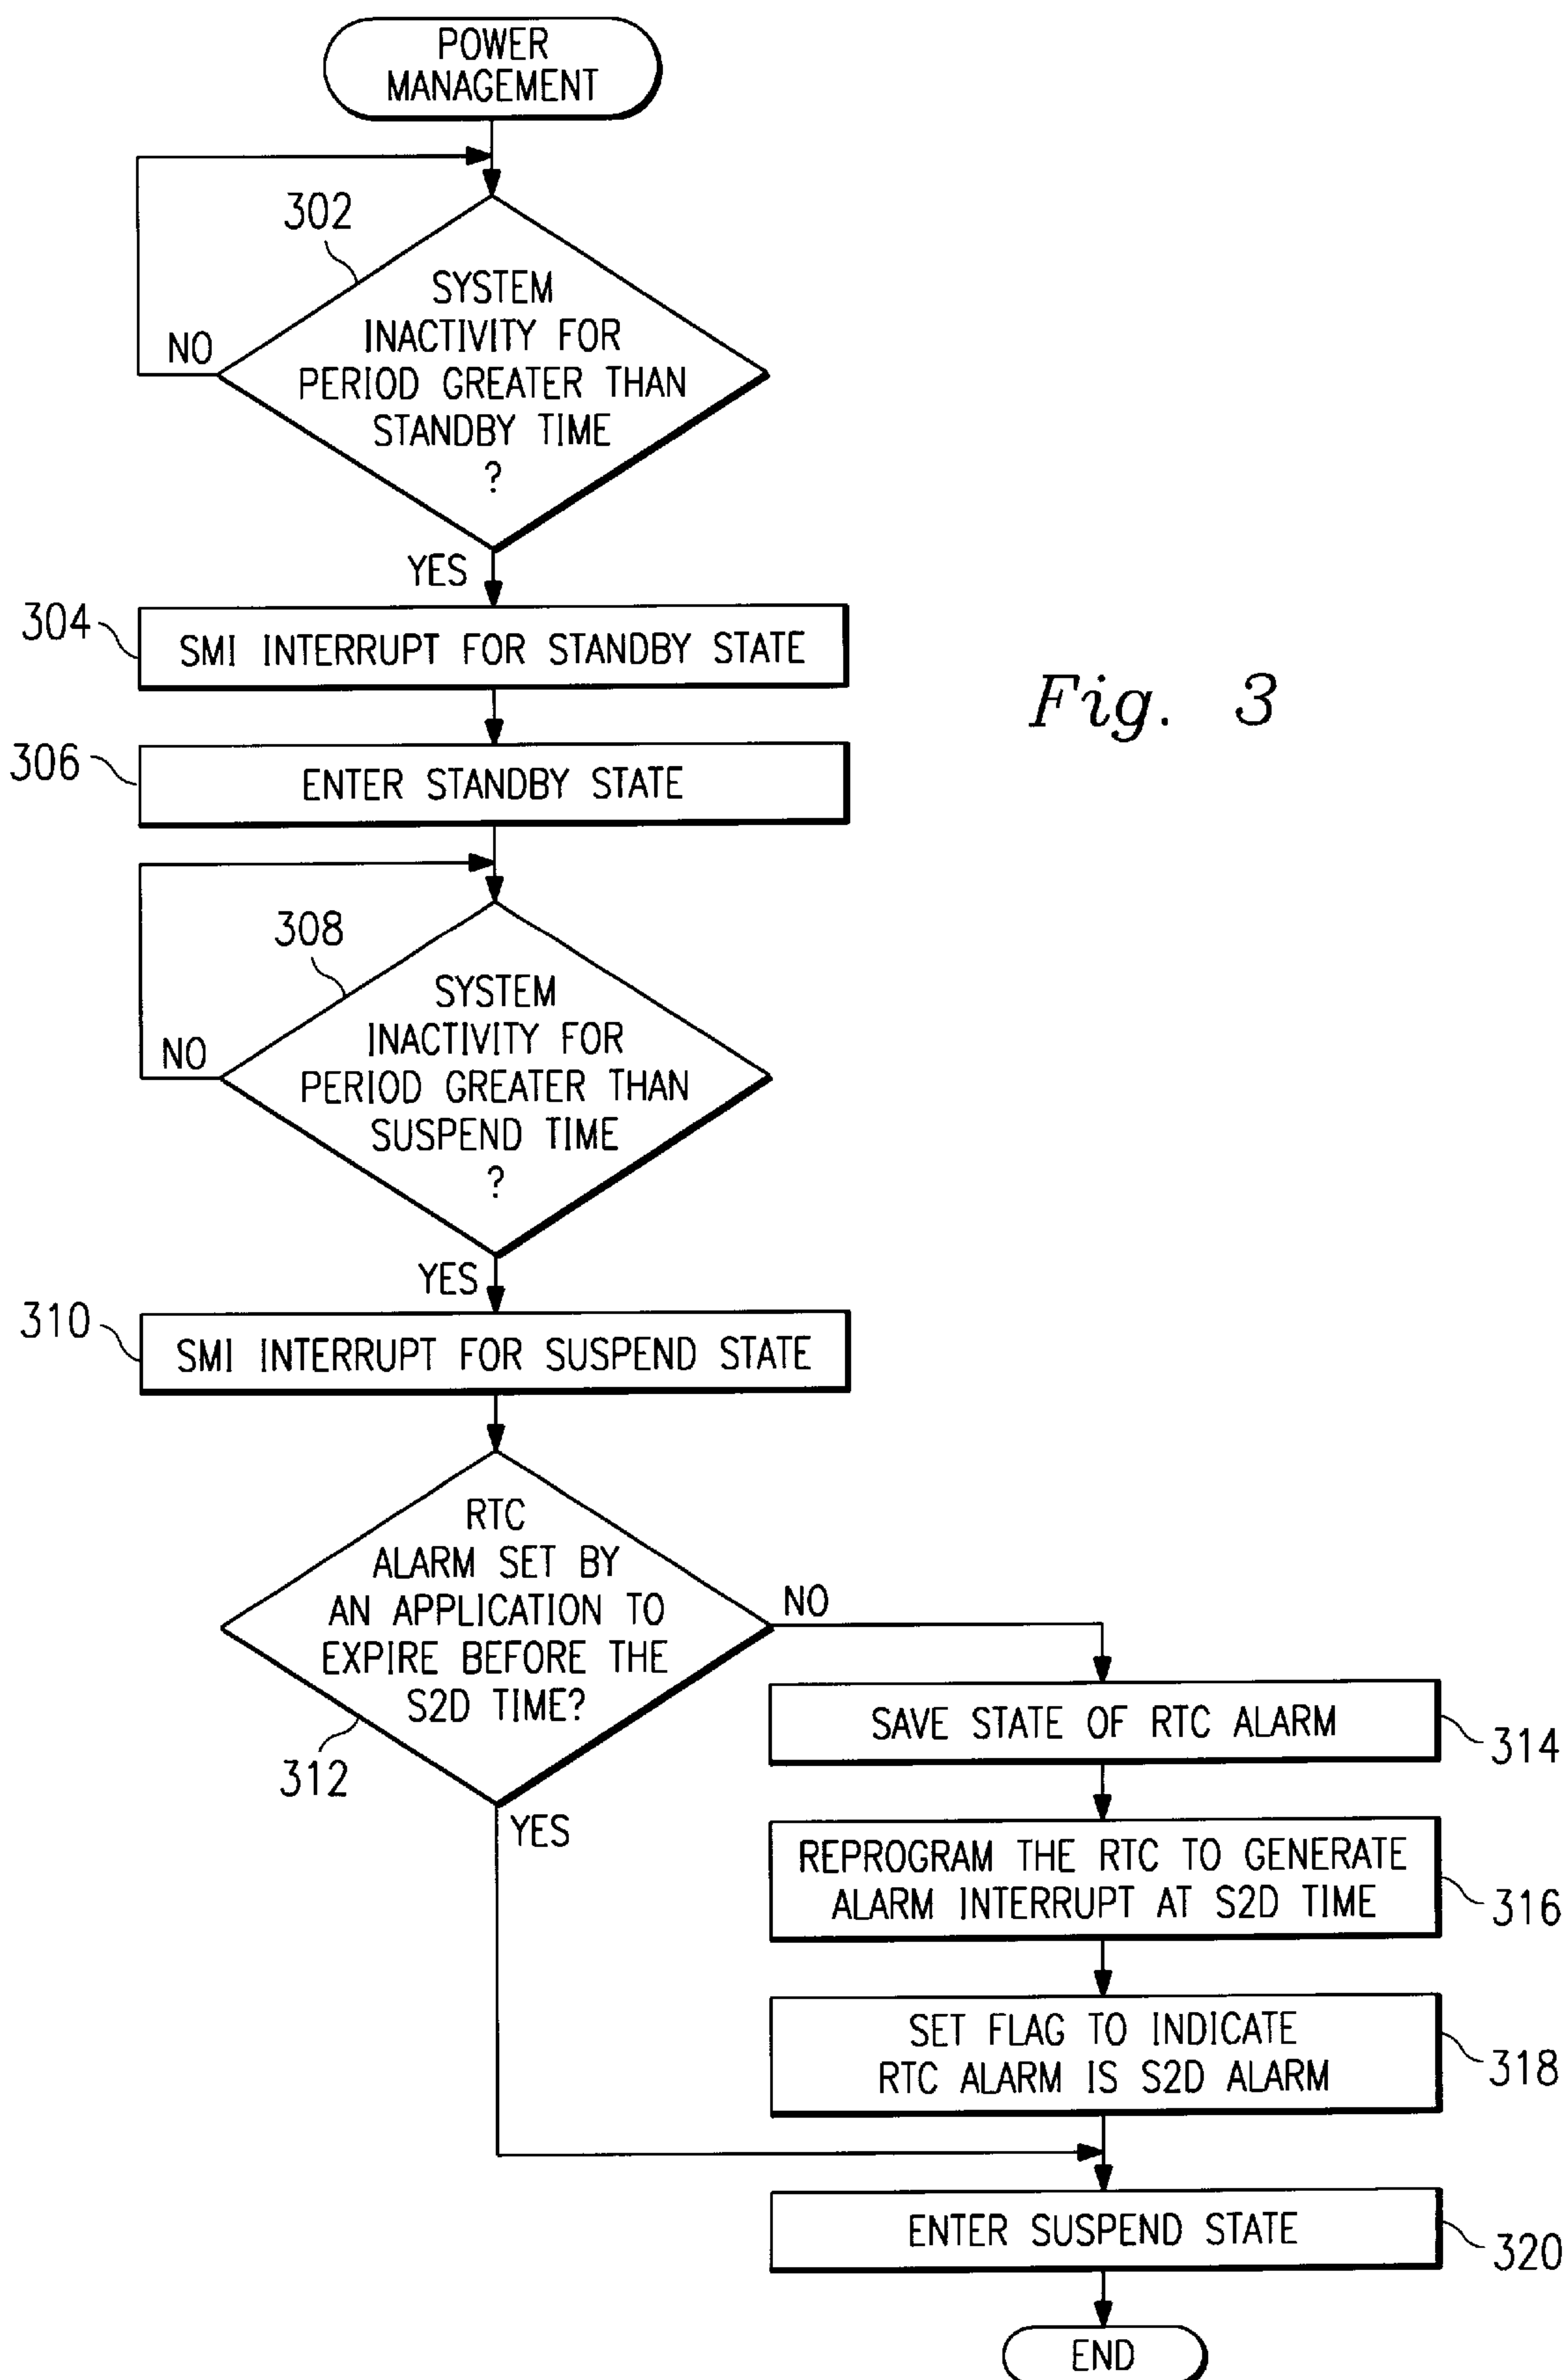 POWER
MANAGEMENT
302
SYSTEM
INACTIVITY FOR
PERIOD GREATER THAN
STANDBY TIME
?
NO
YES
304
SMI INTERRUPT FOR STANDBY STATE
Fig. 3
306
ENTER STANDBY STATE
308
SYSTEM
INACTIVITY FOR
PERIOD GREATER THAN
SUSPEND TIME
?
NO
YES
310
SMI INTERRUPT FOR SUSPEND STATE
RTC
ALARM SET BY
AN APPLICATION TO
EXPIRE BEFORE THE
S2D TIME?
312
NO
YES
SAVE STATE OF RTC ALARM
314
REPROGRAM THE RTC TO GENERATE
ALARM INTERRUPT AT S2D TIME
316
SET FLAG TO INDICATE
RTC ALARM IS S2D ALARM
318
ENTER SUSPEND STATE
320
END